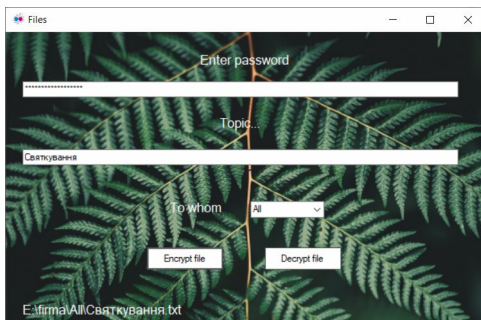 Files
Enter password
******************
Topic...
Святкування
To whom
All
Encrypt file
Decrypt file
E:\firma\All\Святкування.txt